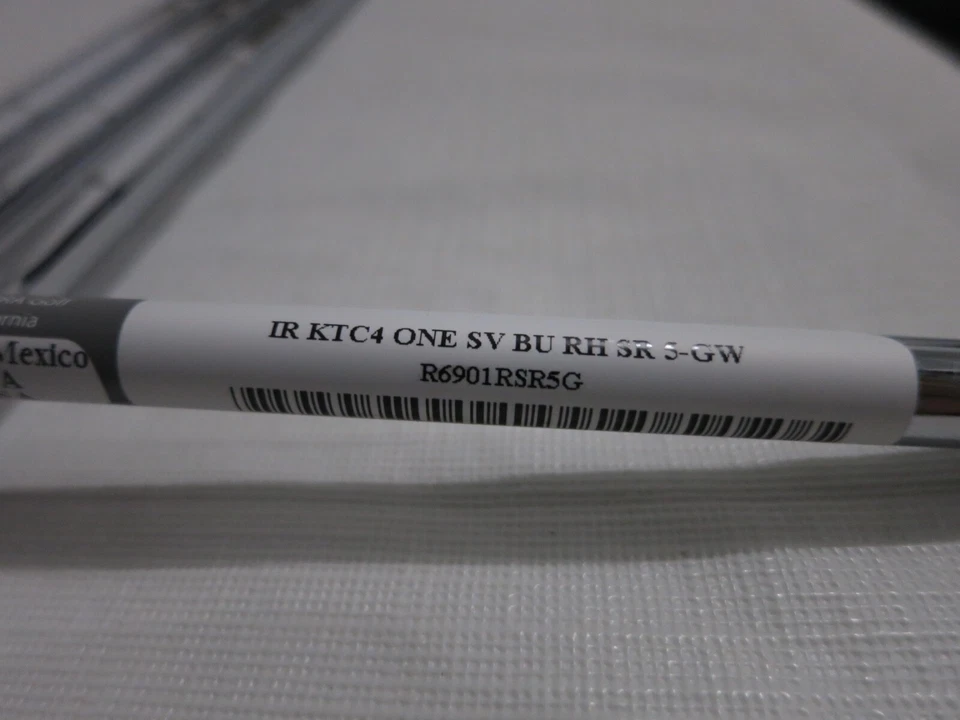 IR KTC4 ONE SV BU RH SR 5-GW
R6901RSR5G
Mexico